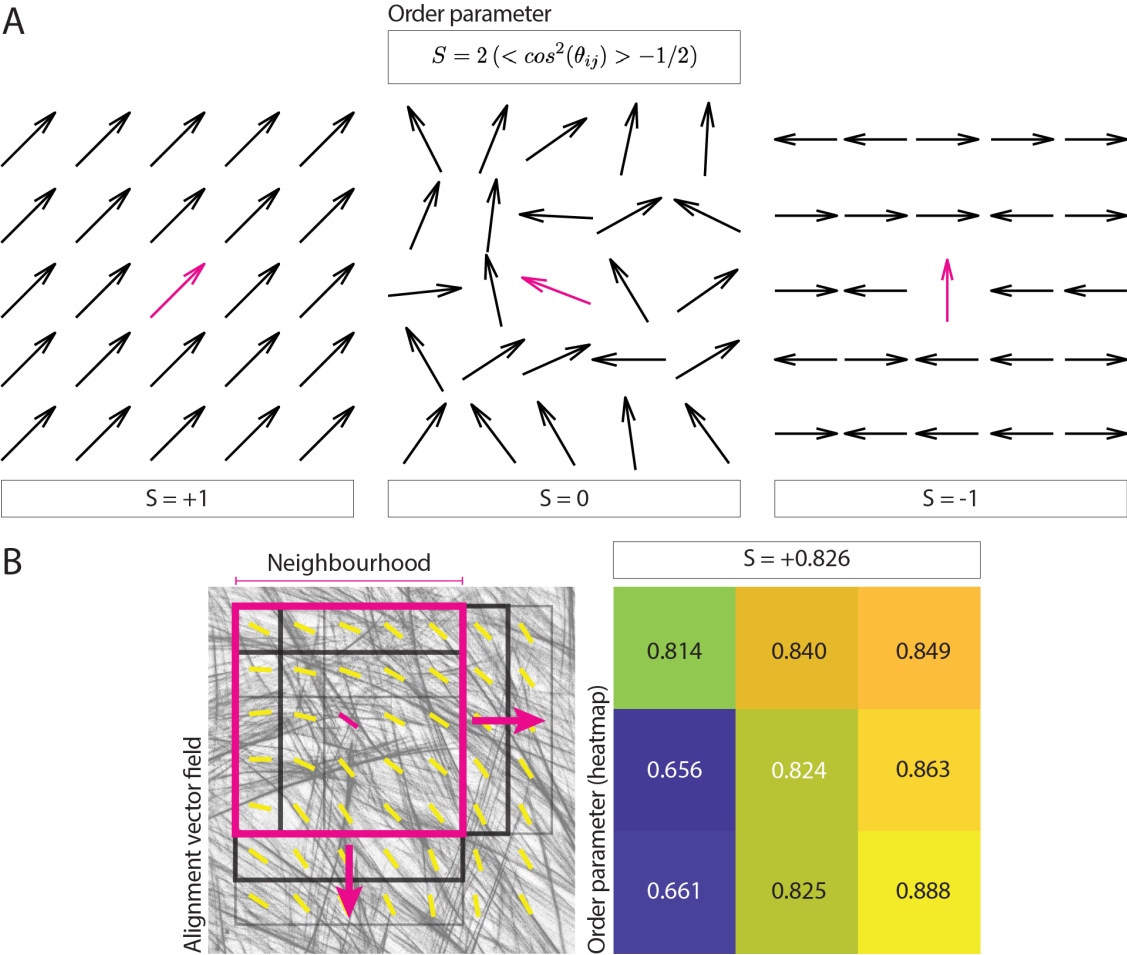 A
Order parameter
S = 2 (< cos²(θij) > −1/2)
S = +1
S = 0
S = -1
B
Neighbourhood
Alignment vector field
S = +0.826
Order parameter (heatmap)
0.814 0.840 0.849
0.656 0.824 0.863
0.661 0.825 0.888